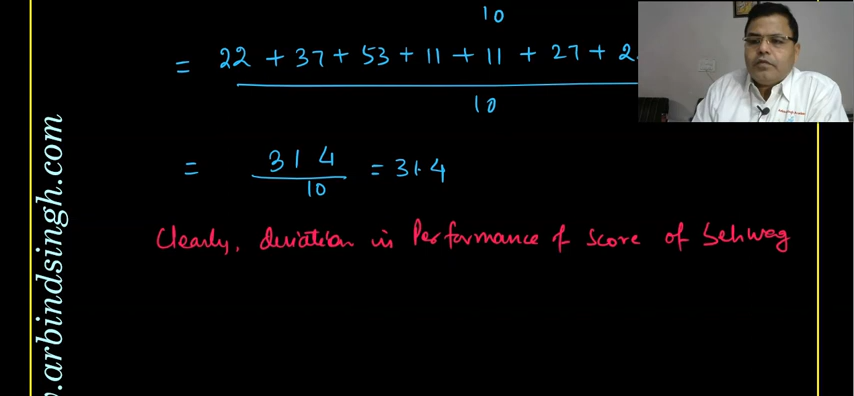 10
= 22 + 37 + 53 + 11 + 11 + 27 + 2
10
= 314
10
= 31.4
Clearly, deviation in Performance of score of Sehwag
.arbindsingh.com